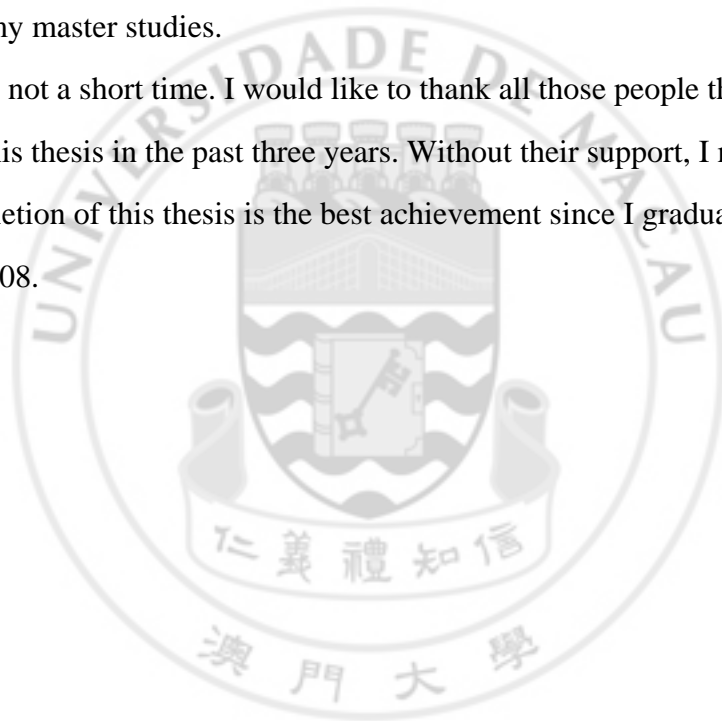 ny master studies.
not a short time. I would like to thank all those people th
is thesis in the past three years. Without their support, I
etion of this thesis is the best achievement since I gradua
08.
UNIVERSIDADE DE MACAU
仁義禮知信
澳門大學